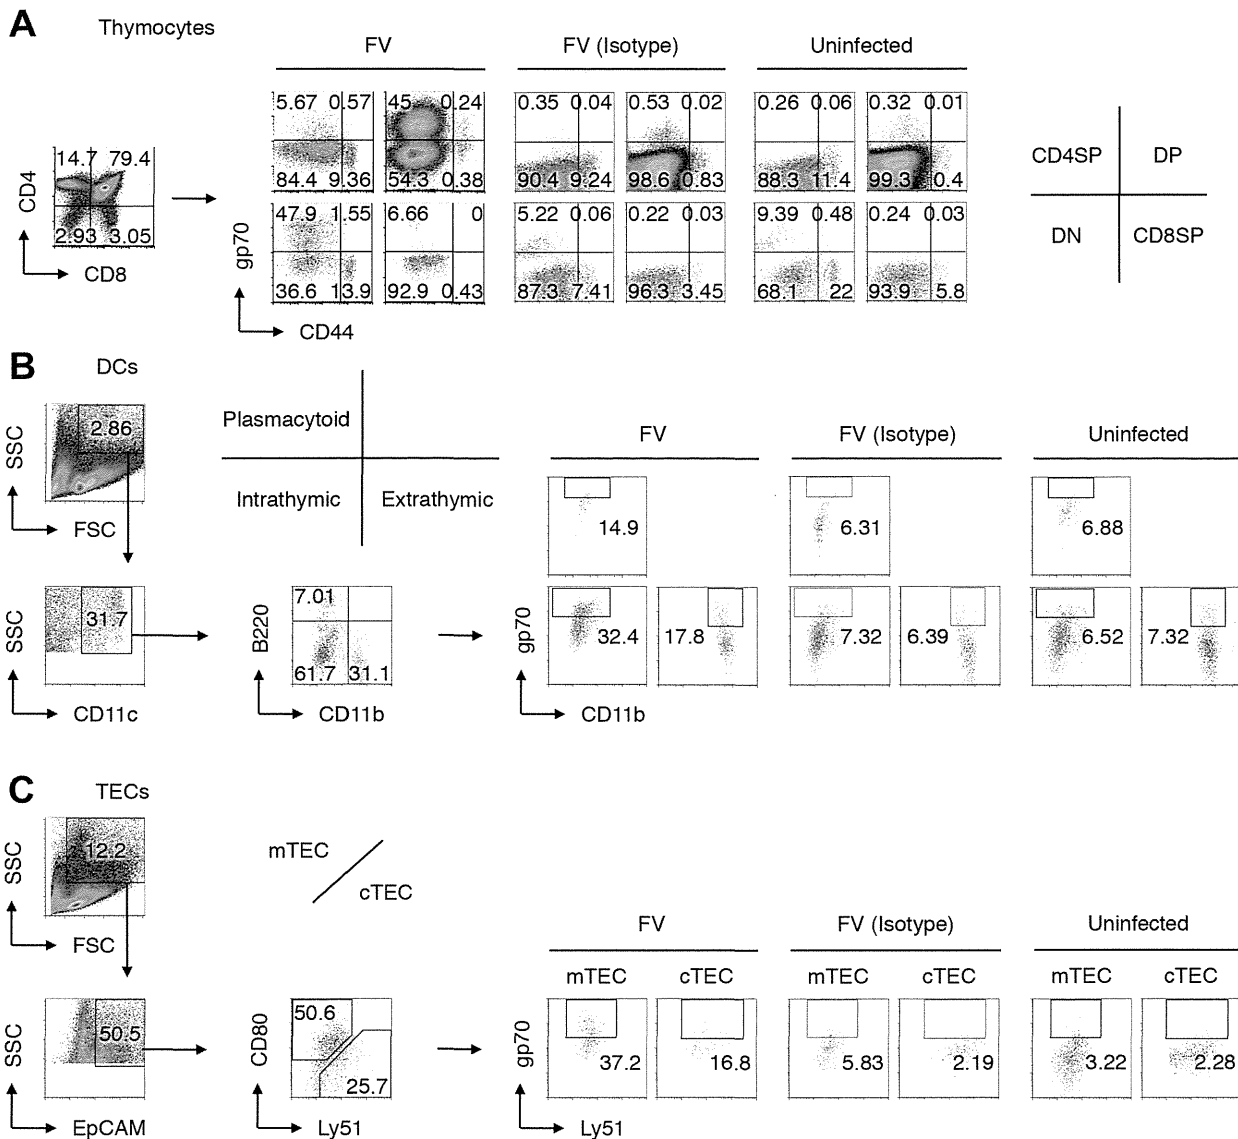 A
Thymocytes
FV
FV (Isotype)
Uninfected
5.67 0.57
45 0.24
0.35 0.04
0.53 0.02
0.26 0.06
0.32 0.01
14.7 79.4
CD4
CD4SP DP
84.4 9.36
54.3 0.38
90.4 9.24
98.6 0.83
88.3 11.4
99.3 0.4
47.9 1.55
6.66 0
5.22 0.06
0.22 0.03
9.39 0.48
0.24 0.03
2.93 3.05
DN CD8SP
CD8
gp70
36.6 13.9
92.9 0.43
87.3 7.41
96.3 3.45
68.1 22
93.9 5.8
CD44
B
DCs
SSC
2.86
FSC
Plasmacytoid
Intrathymic Extrathymic
FV
FV (Isotype)
Uninfected
14.9
6.31
6.88
SSC
31.7
CD11c
B220
7.01
61.7 31.1
CD11b
gp70
32.4
17.8
7.32
6.39
6.52
7.32
CD11b
C
TECs
SSC
12.2
FSC
mTEC
cTEC
FV
FV (Isotype)
Uninfected
mTEC cTEC
mTEC cTEC
mTEC cTEC
SSC
50.5
EpCAM
CD80
50.6
25.7
Ly51
gp70
37.2
16.8
5.83
2.19
3.22
2.28
Ly51